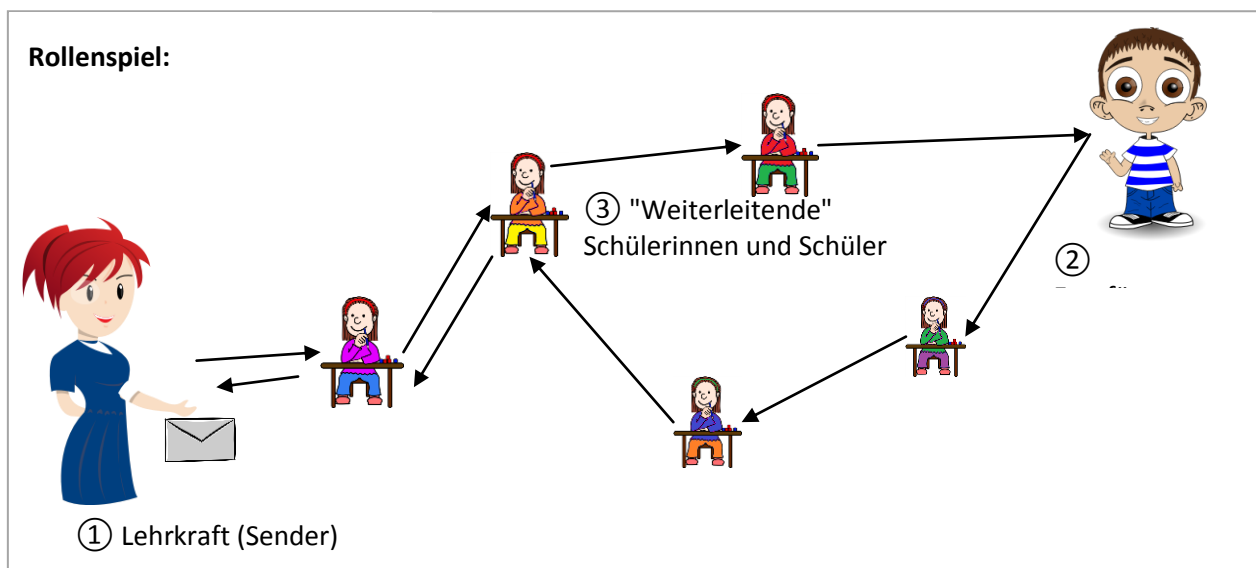 Rollenspiel:
③ "Weiterleitende"
Schülerinnen und Schüler
②
① Lehrkraft (Sender)